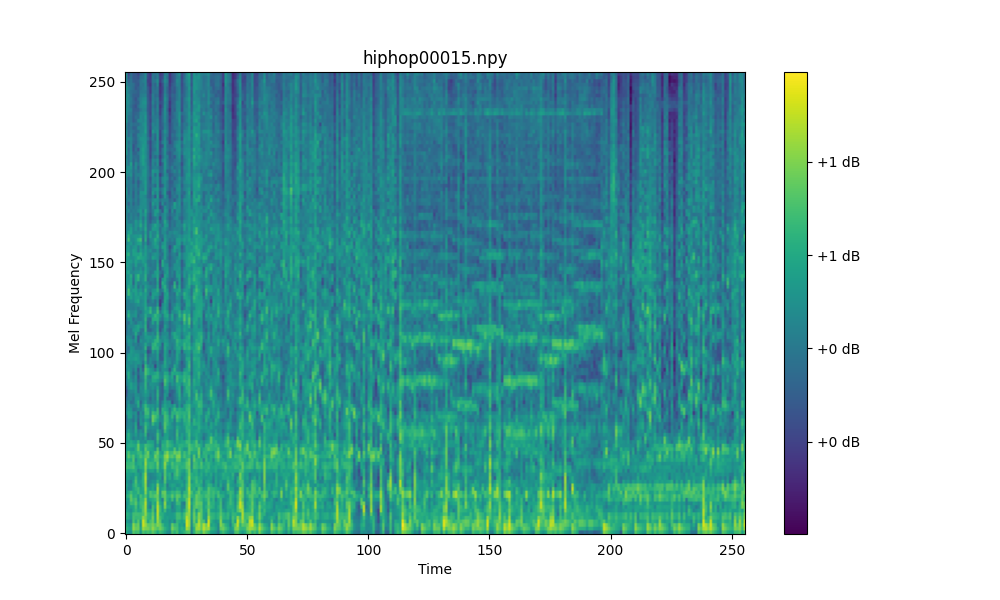 hiphop00015.npy
250
200
150
100
50
0
Mel Frequency
0 50 100 150 200 250
Time
+1 dB
+1 dB
+0 dB
+0 dB